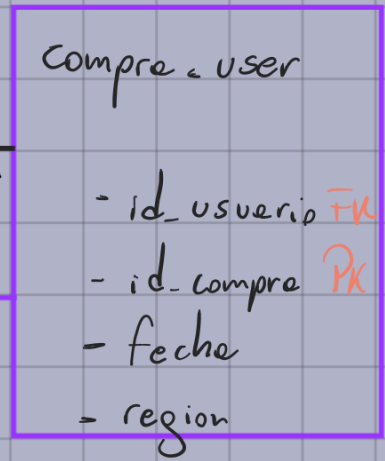 compra_user
- id_usuario FK
- id_compra PK
- fecha
- region